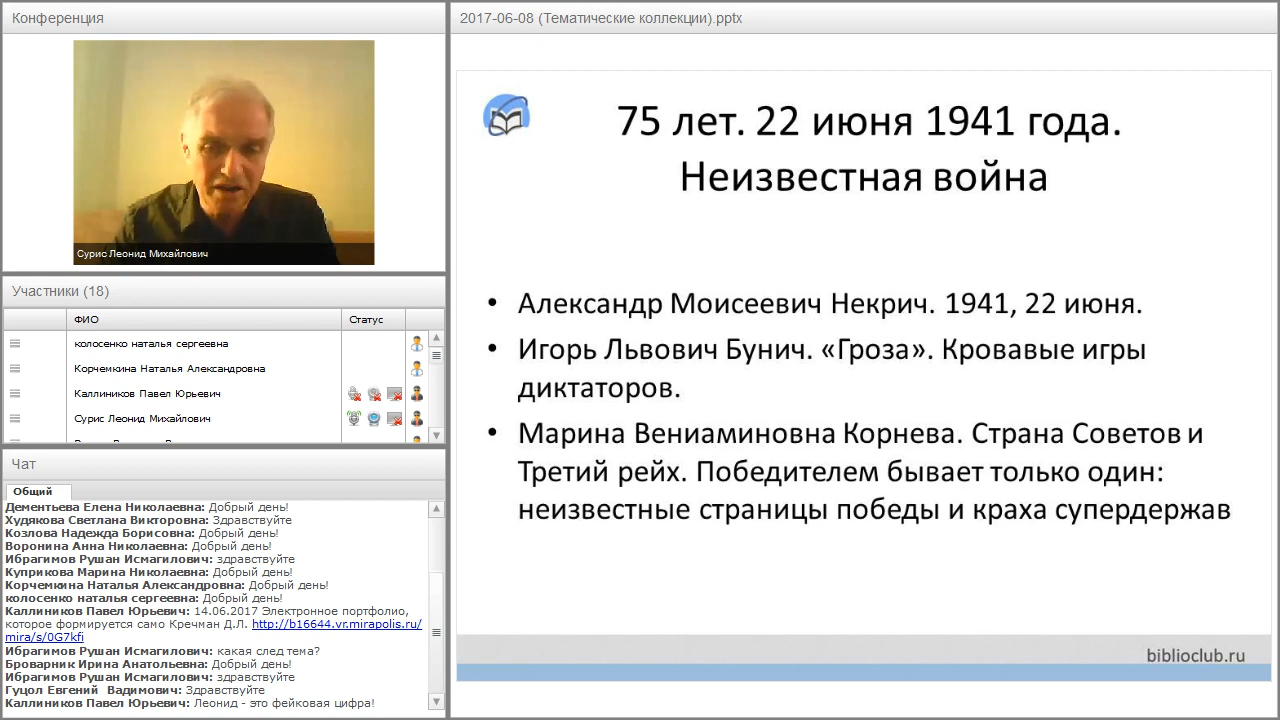 Конференция
Сурис Леонид Михайлович
Участники (18)
ФИО
Статус
колосенко наталья сергеевна
Корчемкина Наталья Александровна
Каллиников Павел Юрьевич
Сурис Леонид Михайлович
Чат
Общий
Дементьева Елена Николаевна: Добрый день!
Худякова Светлана Викторовна: Здравствуйте
Козлова Надежда Борисовна: Добрый день!
Воронина Анна Николаевна: Добрый день!
Ибрагимов Рушан Исмагилович: здравствуйте
Куприкова Марина Николаевна: Добрый день!
Корчемкина Наталья Александровна: Добрый день!
колосенко наталья сергеевна: Добрый день!
Каллиников Павел Юрьевич: 14.06.2017 Электронное портфолио,
которое формируется само Кречман Д.Л. http://b16644.vr.mirapolis.ru/
mira/s/0G7kfi
Ибрагимов Рушан Исмагилович: какая след тема?
Броварник Ирина Анатольевна: Добрый день!
Ибрагимов Рушан Исмагилович: здравствуйте
Гуцол Евгений  Вадимович: Здравствуйте
Каллиников Павел Юрьевич: Леонид - это фейковая цифра!
2017-06-08 (Тематические коллекции).pptx
75 лет. 22 июня 1941 года.
Неизвестная война
• Александр Моисеевич Некрич. 1941, 22 июня.
• Игорь Львович Бунич. «Гроза». Кровавые игры
диктаторов.
• Марина Вениаминовна Корнева. Страна Советов и
Третий рейх. Победителем бывает только один:
неизвестные страницы победы и краха супердержав
biblioclub.ru